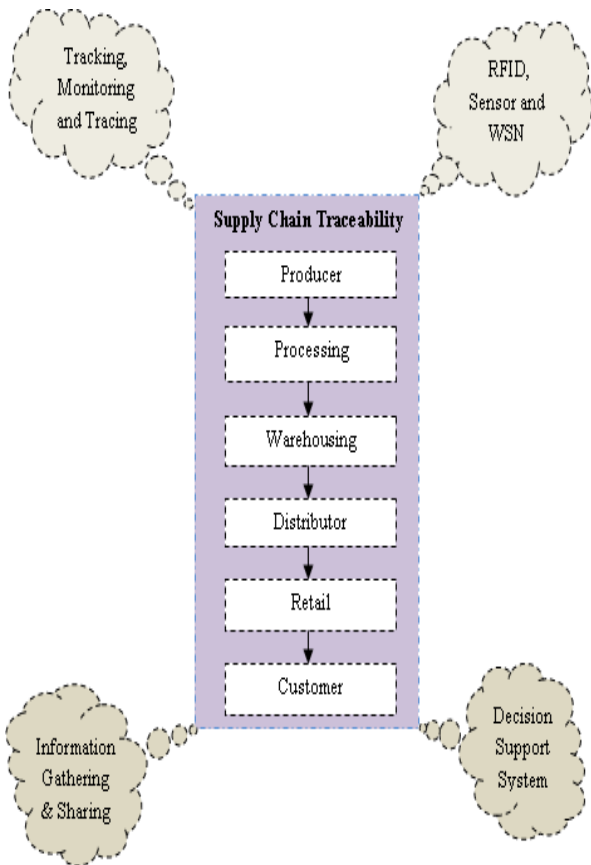 Tracking,
Monitoring
and Tracing
RFID,
Sensor and
WSN
Supply Chain Traceability
Producer
Processing
Warehousing
Distributor
Retail
Customer
Information
Gathering
& Sharing
Decision
Support
System